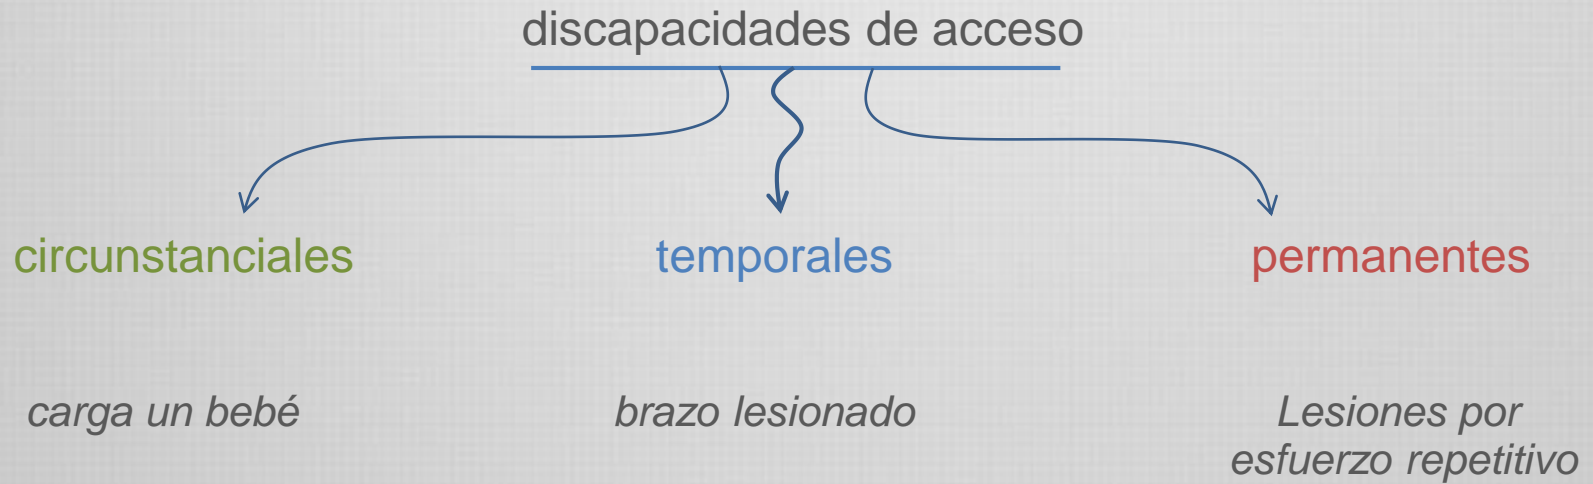 discapacidades de acceso
circunstanciales
temporales
permanentes
carga un bebé
brazo lesionado
Lesiones por
esfuerzo repetitivo